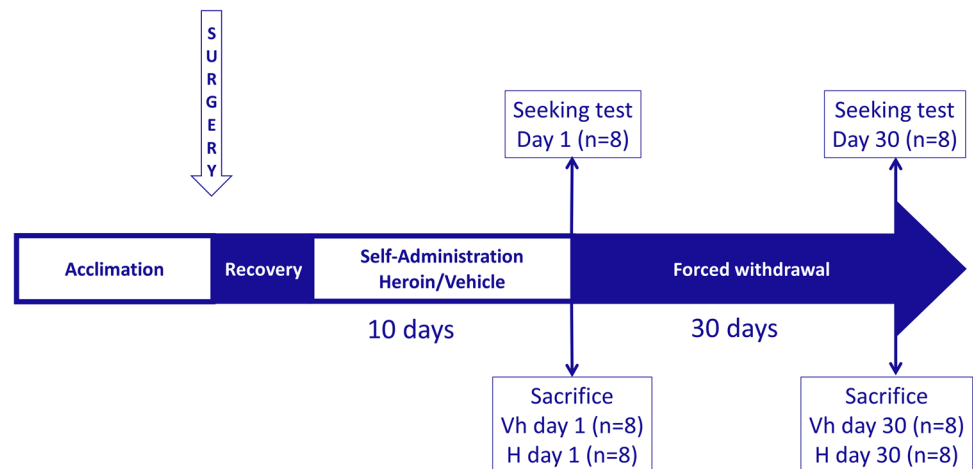 SURGERY
Seeking test
Day 1 (n=8)
Seeking test
Day 30 (n=8)
Acclimation
Recovery
Self-Administration
Heroin/Vehicle
Forced withdrawal
10 days
30 days
Sacrifice
Vh day 1 (n=8)
H day 1 (n=8)
Sacrifice
Vh day 30 (n=8)
H day 30 (n=8)